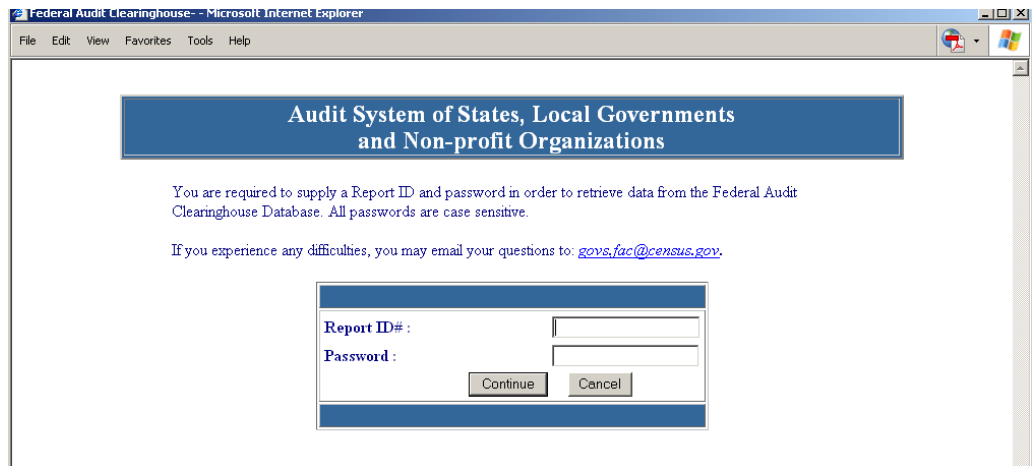 Federal Audit Clearinghouse- - Microsoft Internet Explorer
File Edit View Favorites Tools Help
Audit System of States, Local Governments
and Non-profit Organizations
You are required to supply a Report ID and password in order to retrieve data from the Federal Audit
Clearinghouse Database. All passwords are case sensitive.
If you experience any difficulties, you may email your questions to: govs.fac@census.gov.
Report ID# :
Password :
Continue Cancel